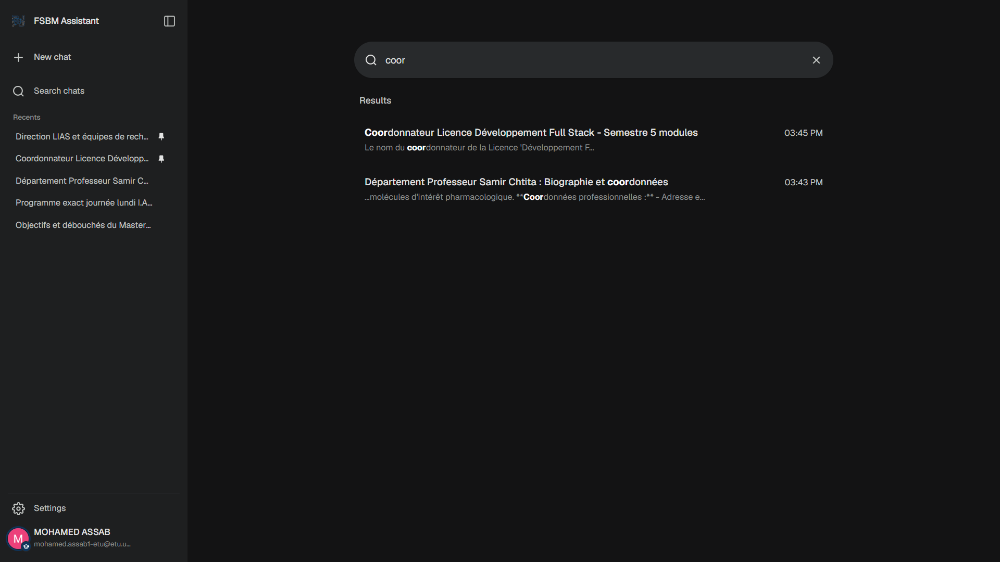 FSBM Assistant
New chat
Search chats
Recents
Direction LIAS et équipes de rech...
Coordonnateur Licence Développ...
Département Professeur Samir C...
Programme exact journée lundi I.A...
Objectifs et débouchés du Master...
Settings
M
MOHAMED ASSAB
mohamed.assab1-etu@etu.u...
coor
Results
Coordonnateur Licence Développement Full Stack - Semestre 5 modules
03:45 PM
Le nom du coordonnateur de la Licence 'Développement F...
Département Professeur Samir Chtita : Biographie et coordonnées
03:43 PM
...molécules d'intérêt pharmacologique. **Coordonnées professionnelles :** - Adresse e...